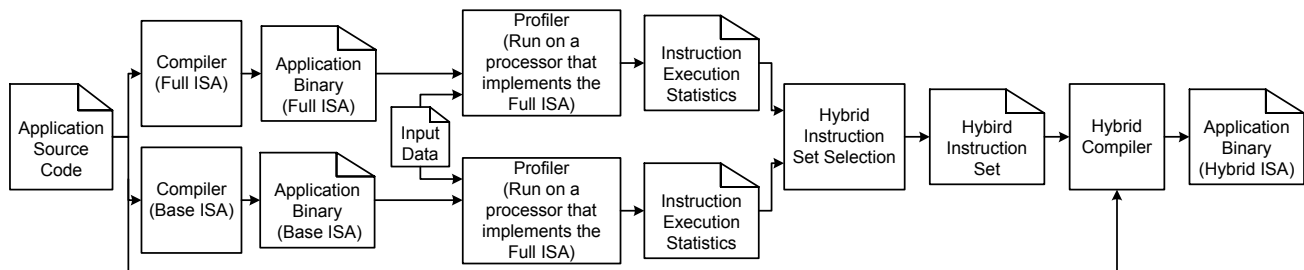 Application
Source
Code
Compiler
(Full ISA)
Application
Binary
(Full ISA)
Profiler
(Run on a
processor that
implements the
Full ISA)
Instruction
Execution
Statistics
Input
Data
Compiler
(Base ISA)
Application
Binary
(Base ISA)
Profiler
(Run on a
processor that
implements the
Full ISA)
Instruction
Execution
Statistics
Hybrid
Instruction
Set Selection
Hybird
Instruction
Set
Hybrid
Compiler
Application
Binary
(Hybrid ISA)